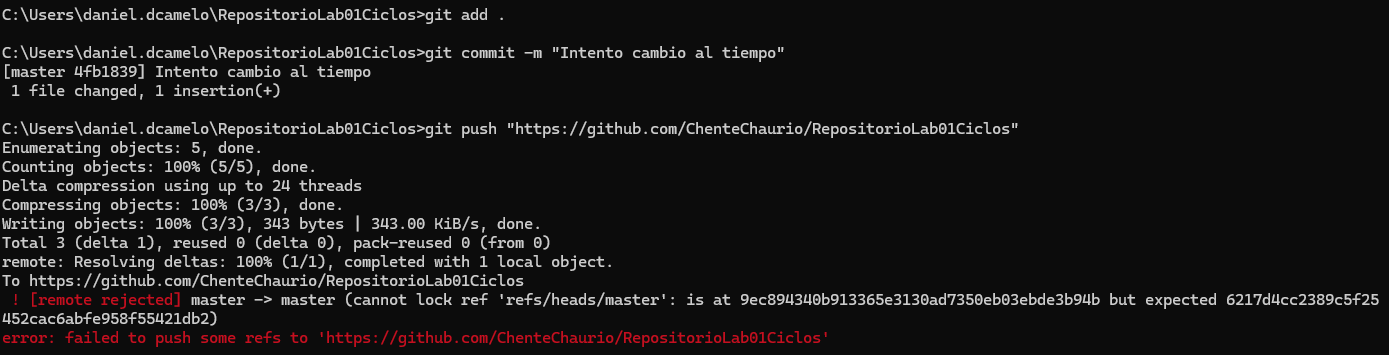 C:\Users\daniel.dcamelo\RepositorioLab01Ciclos>git add .
C:\Users\daniel.dcamelo\RepositorioLab01Ciclos>git commit -m "Intento cambio al tiempo"
[master 4fb1839] Intento cambio al tiempo
 1 file changed, 1 insertion(+)
C:\Users\daniel.dcamelo\RepositorioLab01Ciclos>git push "https://github.com/ChenteChaurio/RepositorioLab01Ciclos"
Enumerating objects: 5, done.
Counting objects: 100% (5/5), done.
Delta compression using up to 24 threads
Compressing objects: 100% (3/3), done.
Writing objects: 100% (3/3), 343 bytes | 343.00 KiB/s, done.
Total 3 (delta 1), reused 0 (delta 0), pack-reused 0 (from 0)
remote: Resolving deltas: 100% (1/1), completed with 1 local object.
To https://github.com/ChenteChaurio/RepositorioLab01Ciclos
 ! [remote rejected] master -> master (cannot lock ref 'refs/heads/master': is at 9ec894340b913365e3130ad7350eb03ebde3b94b but expected 6217d4cc2389c5f25
452cac6abfe958f55421db2)
error: failed to push some refs to 'https://github.com/ChenteChaurio/RepositorioLab01Ciclos'